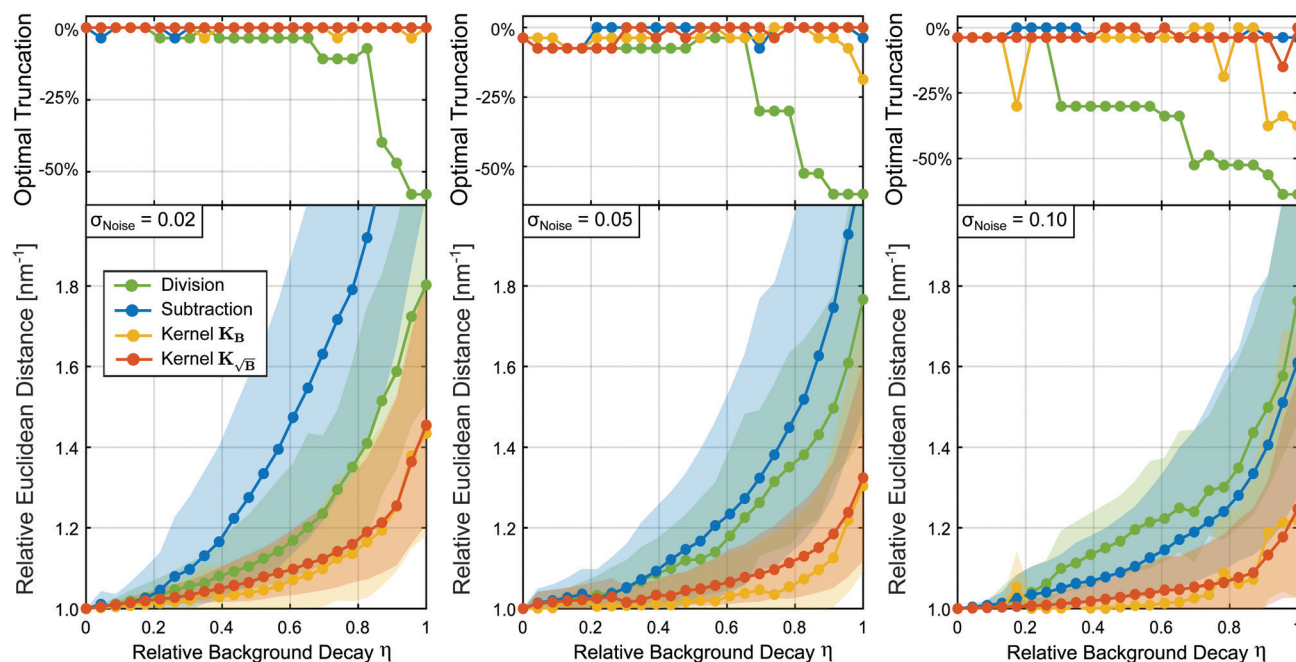 Optimal Truncation
0%
-25%
-50%
σNoise = 0.02
Relative Euclidean Distance [nm⁻¹]
1.8
1.6
1.4
1.2
1.0
Division
Subtraction
Kernel K_B
Kernel K_√B
0 0.2 0.4 0.6 0.8 1
Relative Background Decay η
Optimal Truncation
0%
-25%
-50%
σNoise = 0.05
Relative Euclidean Distance [nm⁻¹]
1.8
1.6
1.4
1.2
1.0
0 0.2 0.4 0.6 0.8 1
Relative Background Decay η
Optimal Truncation
0%
-25%
-50%
σNoise = 0.10
Relative Euclidean Distance [nm⁻¹]
1.8
1.6
1.4
1.2
1.0
0 0.2 0.4 0.6 0.8 1
Relative Background Decay η